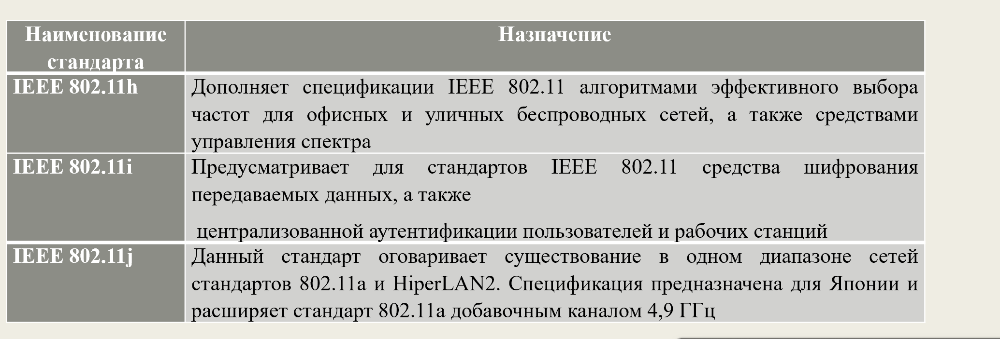 Наименование
стандарта
Назначение
IEEE 802.11h
Дополняет спецификации IEEE 802.11 алгоритмами эффективного выбора
частот для офисных и уличных беспроводных сетей, а также средствами
управления спектра
IEEE 802.11i
Предусматривает для стандартов IEEE 802.11 средства шифрования
передаваемых данных, а также
централизованной аутентификации пользователей и рабочих станций
IEEE 802.11j
Данный стандарт оговаривает существование в одном диапазоне сетей
стандартов 802.11a и HiperLAN2. Спецификация предназначена для Японии и
расширяет стандарт 802.11a добавочным каналом 4,9 ГГц